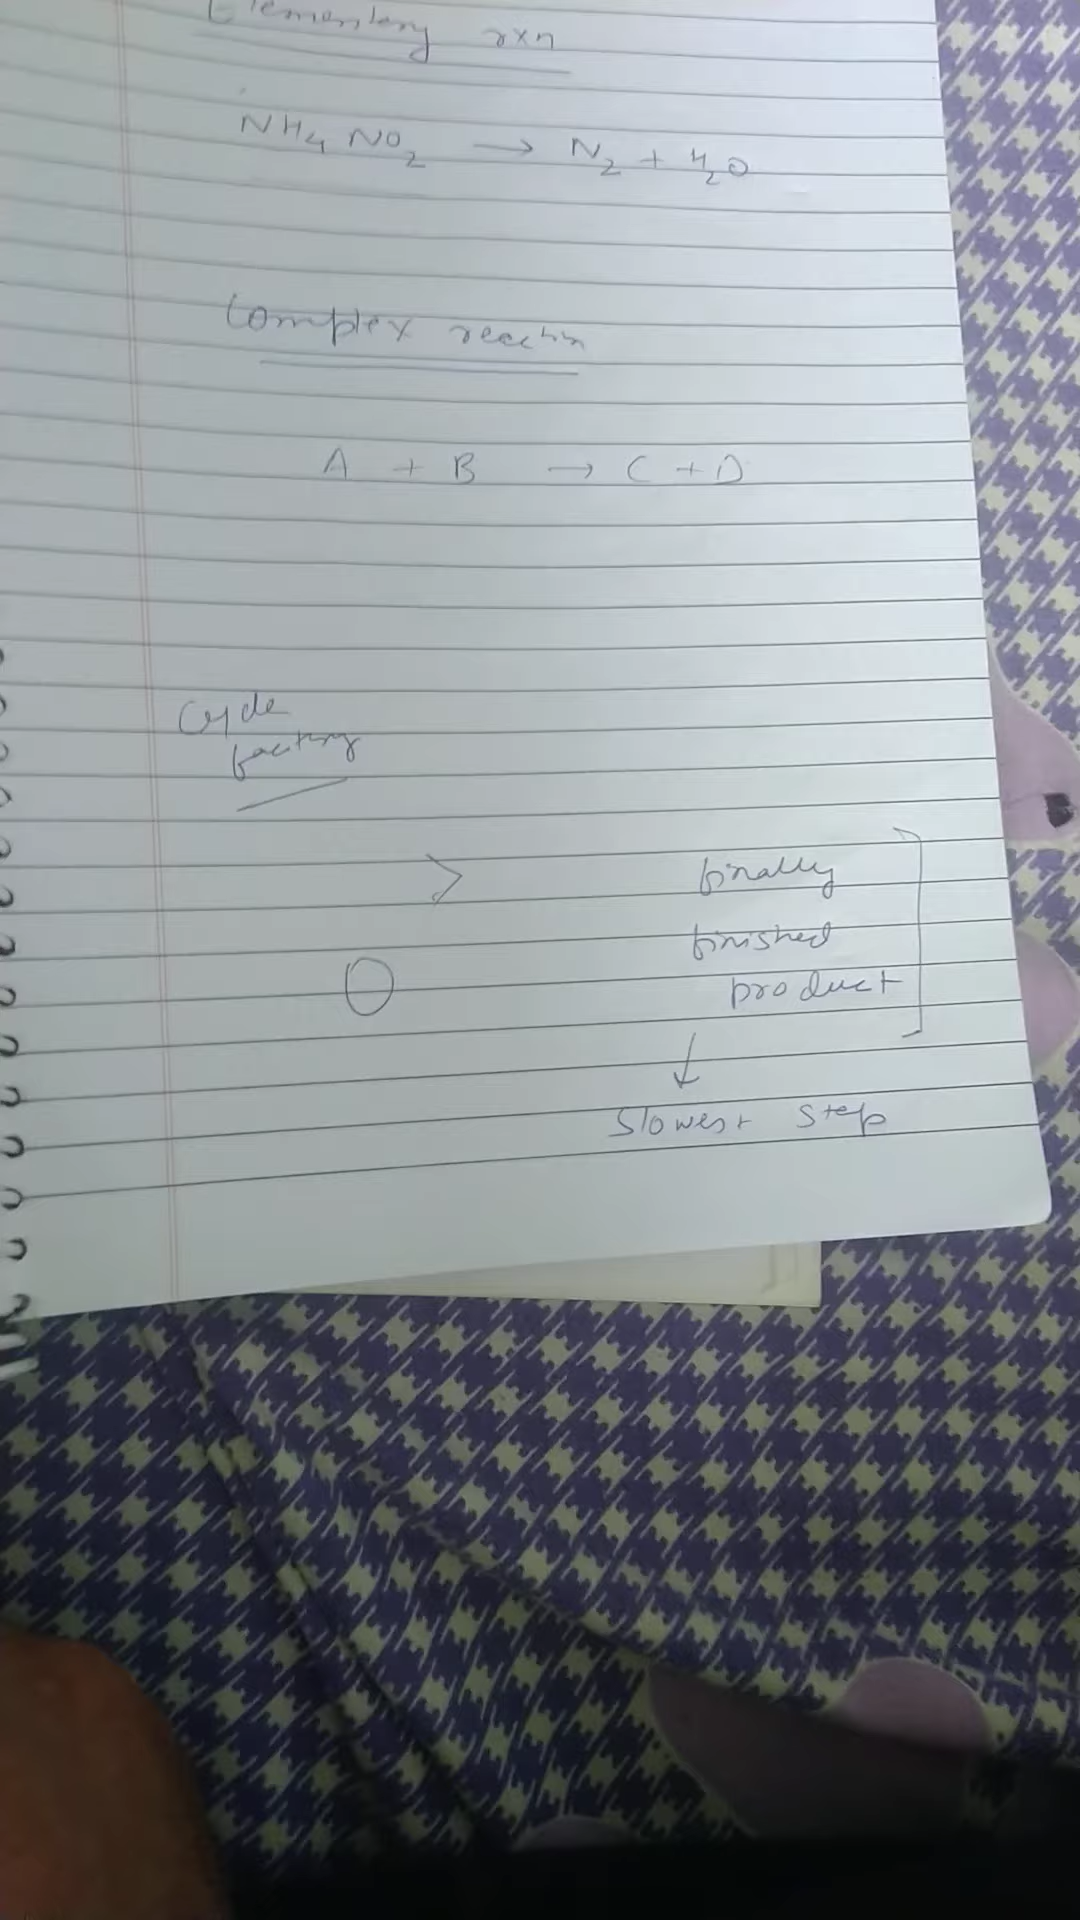 Elementary rxn
NH4 NO2 → N2 + H2O
Complex reaction
A + B → C + D
Cycle
factory
finally
finished
product
↓
Slowest step